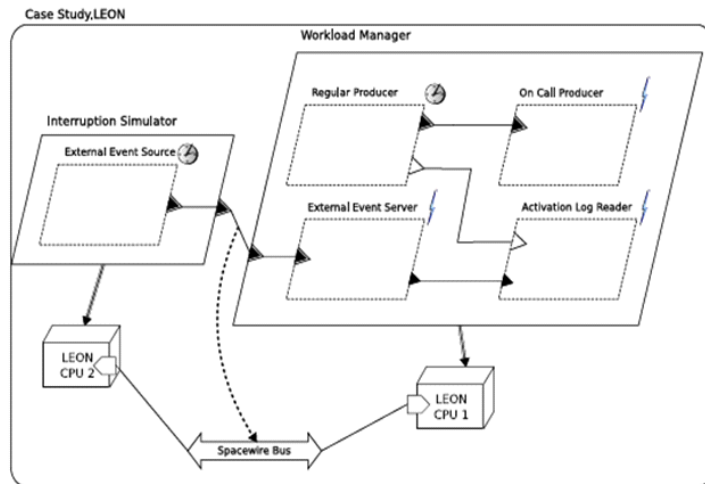 Case Study,LEON
Workload Manager
Regular Producer
On Call Producer
Interruption Simulator
External Event Source
External Event Server
Activation Log Reader
LEON
CPU 2
LEON
CPU 1
Spacewire Bus